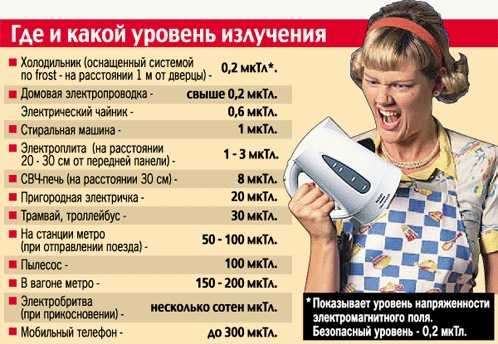 Где и какой уровень излучения
Холодильник (оснащенный системой
no frost - на расстоянии 1 м от дверцы) - 0,2 мкТл*.
Домовая электропроводка - свыше 0,2 мкТл.
Электрический чайник - 0,6 мкТл.
Стиральная машина - 1 мкТл.
Электроплита (на расстоянии
20 - 30 см от передней панели) - 1 - 3 мкТл.
СВЧ-печь (на расстоянии 30 см) - 8 мкТл.
Пригородная электричка - 20 мкТл.
Трамвай, троллейбус - 30 мкТл.
На станции метро
(при отправлении поезда) - 50 - 100 мкТл.
Пылесос - 100 мкТл.
В вагоне метро - 150 - 200 мкТл.
Электробритва
(при прикосновении) - несколько сотен мкТл.
Мобильный телефон - до 300 мкТл.
* Показывает уровень напряженности
электромагнитного поля.
Безопасный уровень - 0,2 мкТл.